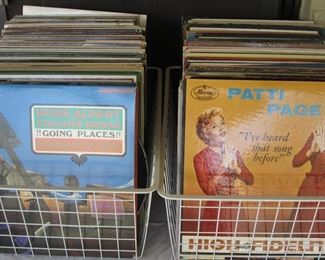 HERB ALPERT
TIJUANA BRASS
!!GOING PLACES!!
Mercury
PATTI
PAGE
"I've heard
that song
before"
HIGH FIDELITY